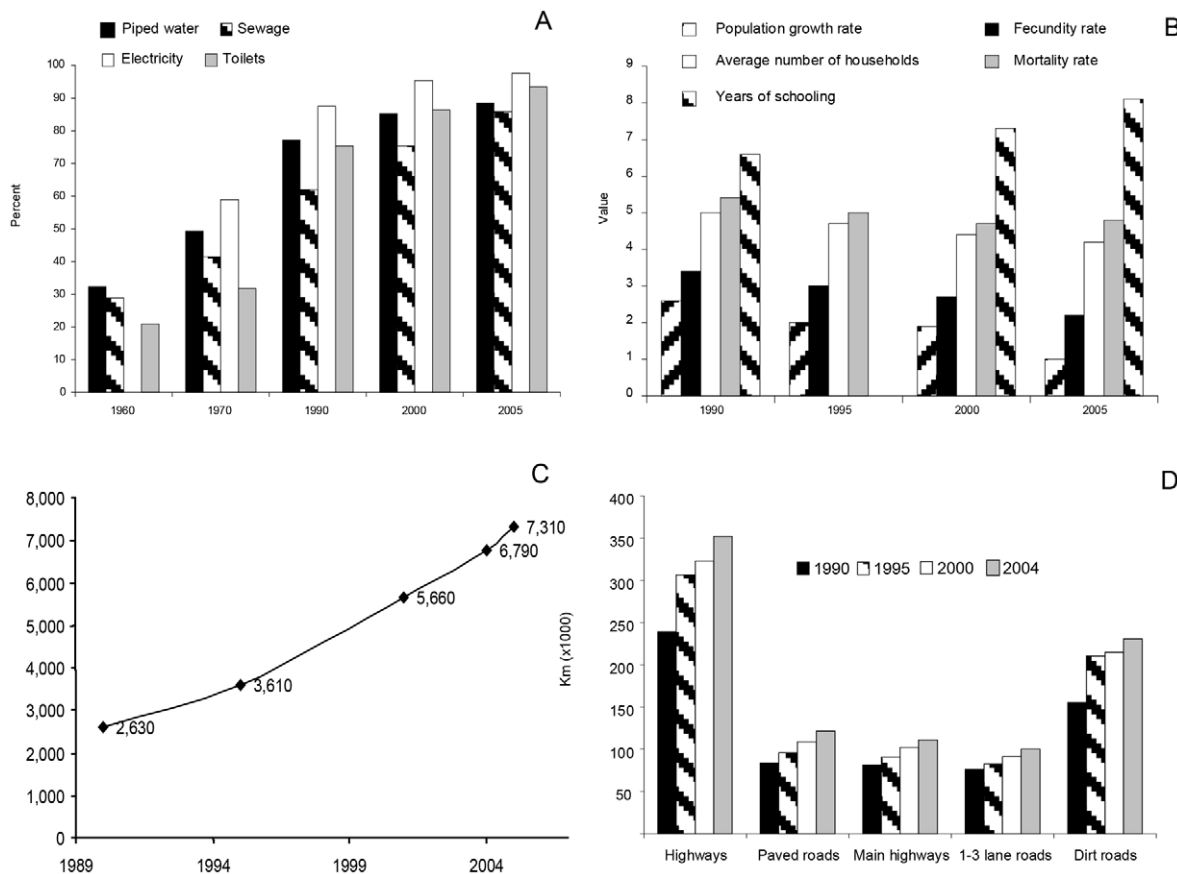 A
Piped water
Sewage
Electricity
Toilets
100
90
80
70
60
50
40
30
20
10
0
Percent
1960
1970
1990
2000
2005
B
Population growth rate
Fecundity rate
Average number of households
Mortality rate
Years of schooling
9
8
7
6
5
4
3
2
1
0
Value
1990
1995
2000
2005
C
8,000
7,000
6,000
5,000
4,000
3,000
2,000
1,000
0
7,310
6,790
5,660
3,610
2,630
1989
1994
1999
2004
D
400
350
300
250
200
150
100
50
Km (x1000)
1990
1995
2000
2004
Highways
Paved roads
Main highways
1-3 lane roads
Dirt roads